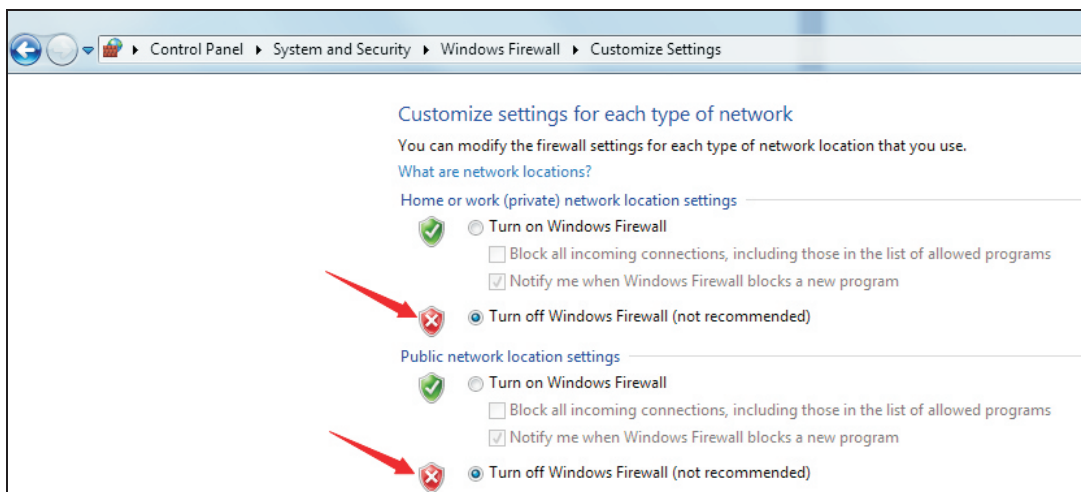 Control Panel ▸ System and Security ▸ Windows Firewall ▸ Customize Settings
Customize settings for each type of network
You can modify the firewall settings for each type of network location that you use.
What are network locations?
Home or work (private) network location settings
Turn on Windows Firewall
Block all incoming connections, including those in the list of allowed programs
Notify me when Windows Firewall blocks a new program
Turn off Windows Firewall (not recommended)
Public network location settings
Turn on Windows Firewall
Block all incoming connections, including those in the list of allowed programs
Notify me when Windows Firewall blocks a new program
Turn off Windows Firewall (not recommended)